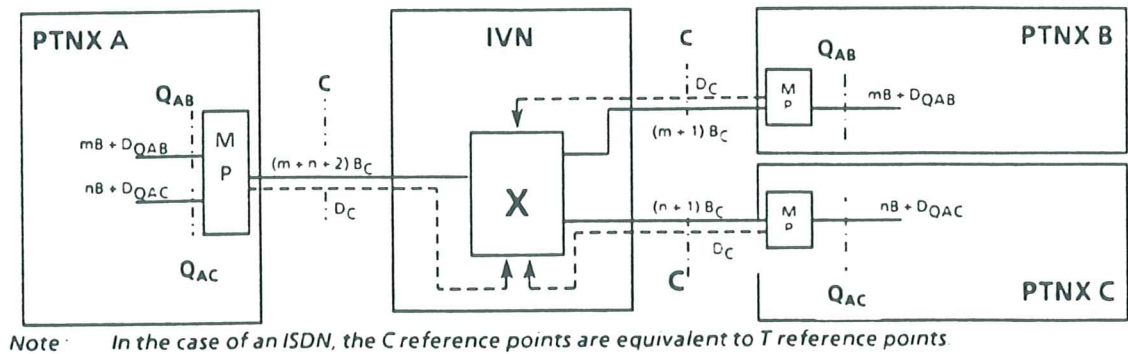 PTNX A
IVN
PTNX B
C
QAB
QAB
C
DC
M
P
mB + DQAB
(m + 1) BC
mB + DQAB
M
P
(m + n + 2) BC
nB + DQAC
DC
X
(n + 1) BC
M
P
nB + DQAC
DC
QAC
C
QAC
PTNX C
Note In the case of an ISDN, the C reference points are equivalent to T reference points